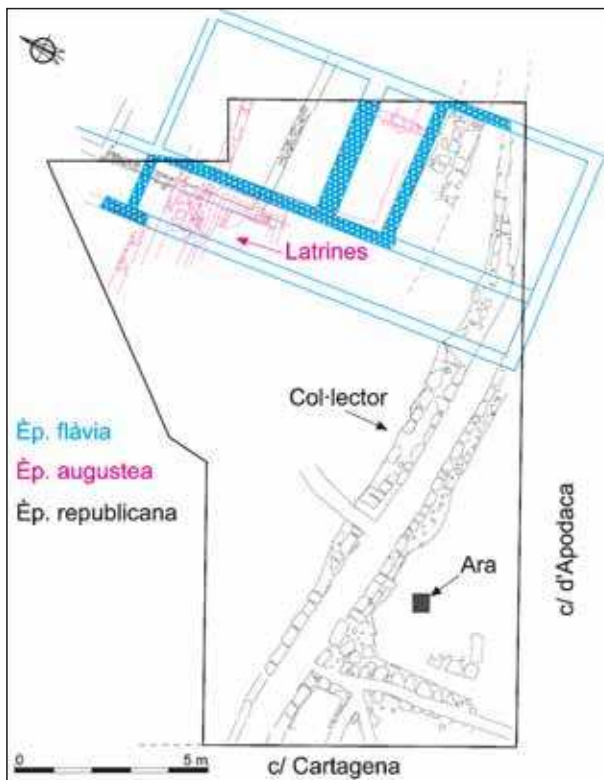 Latrines
Col·lector
Èp. flàvia
Èp. augustea
Èp. republicana
Ara
c/ d'Apodaca
0 5 m
c/ Cartagena